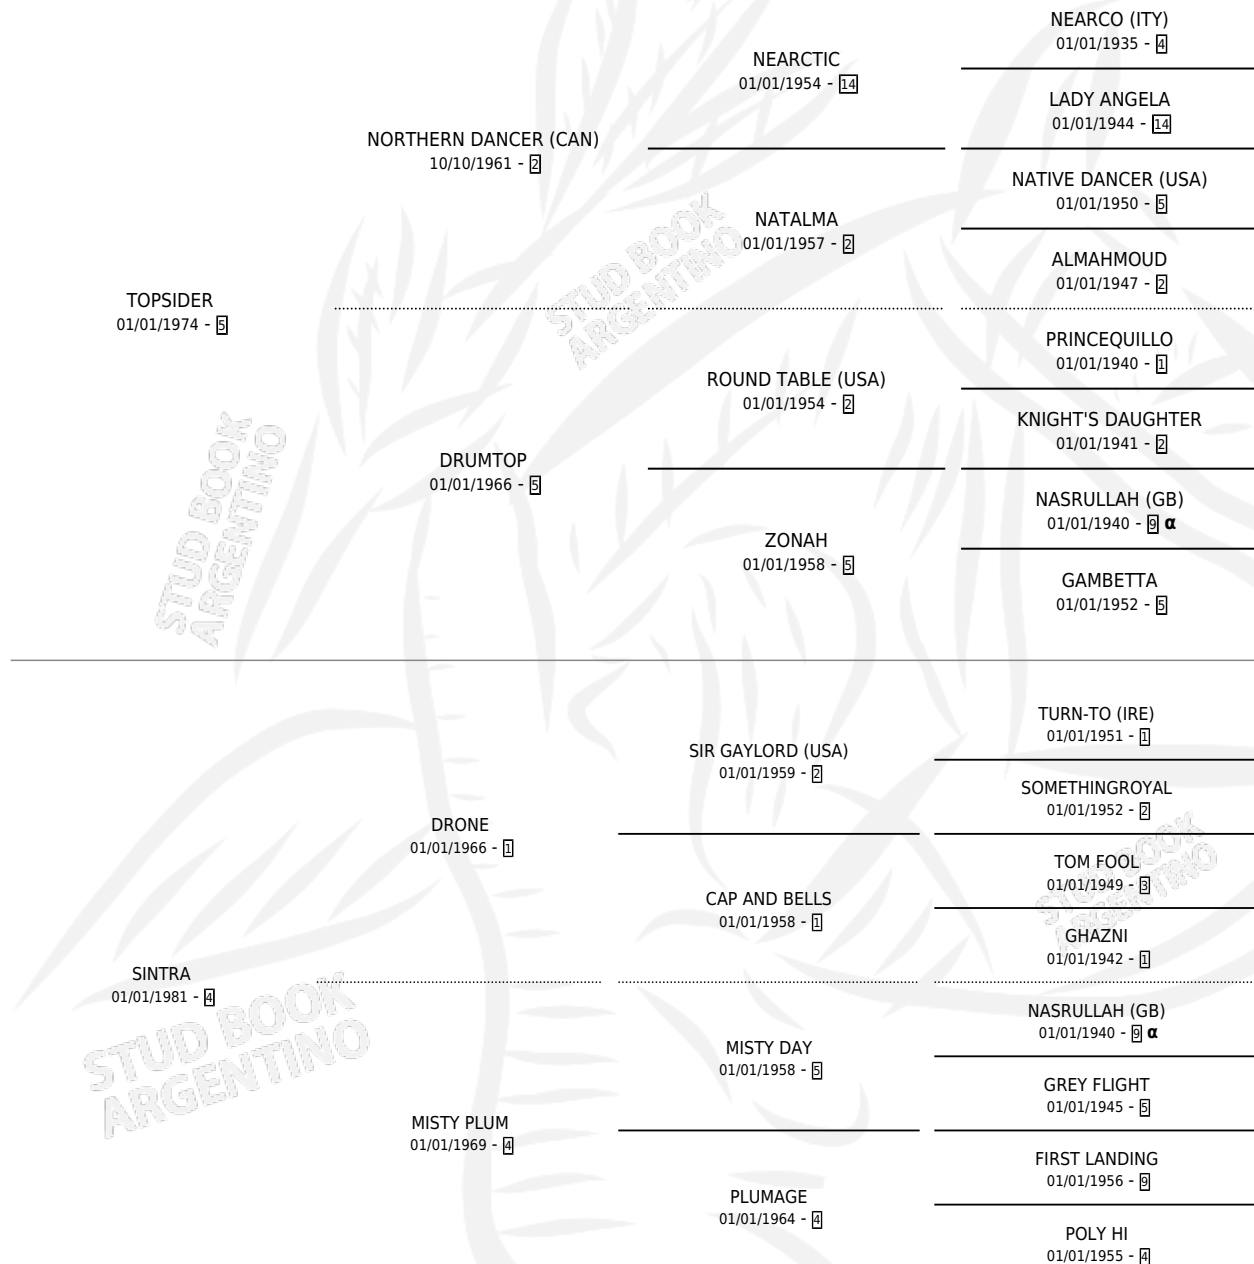 NEARCO (ITY)
01/01/1935 - 4
NEARCTIC
01/01/1954 - 14
LADY ANGELA
01/01/1944 - 14
NORTHERN DANCER (CAN)
10/10/1961 - 2
NATIVE DANCER (USA)
01/01/1950 - 5
NATALMA
01/01/1957 - 2
ALMAHMOUD
01/01/1947 - 2
TOPSIDER
01/01/1974 - 5
PRINCEQUILLO
01/01/1940 - 1
ROUND TABLE (USA)
01/01/1954 - 2
KNIGHT'S DAUGHTER
01/01/1941 - 2
DRUMTOP
01/01/1966 - 5
NASRULLAH (GB)
01/01/1940 - 9 α
ZONAH
01/01/1958 - 5
GAMBETTA
01/01/1952 - 5
TURN-TO (IRE)
01/01/1951 - 1
SIR GAYLORD (USA)
01/01/1959 - 2
SOMETHINGROYAL
01/01/1952 - 2
DRONE
01/01/1966 - 1
TOM FOOL
01/01/1949 - 3
CAP AND BELLS
01/01/1958 - 1
GHAZNI
01/01/1942 - 1
SINTRA
01/01/1981 - 4
NASRULLAH (GB)
01/01/1940 - 9 α
MISTY DAY
01/01/1958 - 5
GREY FLIGHT
01/01/1945 - 5
MISTY PLUM
01/01/1969 - 4
FIRST LANDING
01/01/1956 - 9
PLUMAGE
01/01/1964 - 4
POLY HI
01/01/1955 - 4
STUD BOOK
ARGENTINO
STUD BOOK
ARGENTINO
STUD BOOK
ARGENTINO
STUD BOOK
ARGENTINO